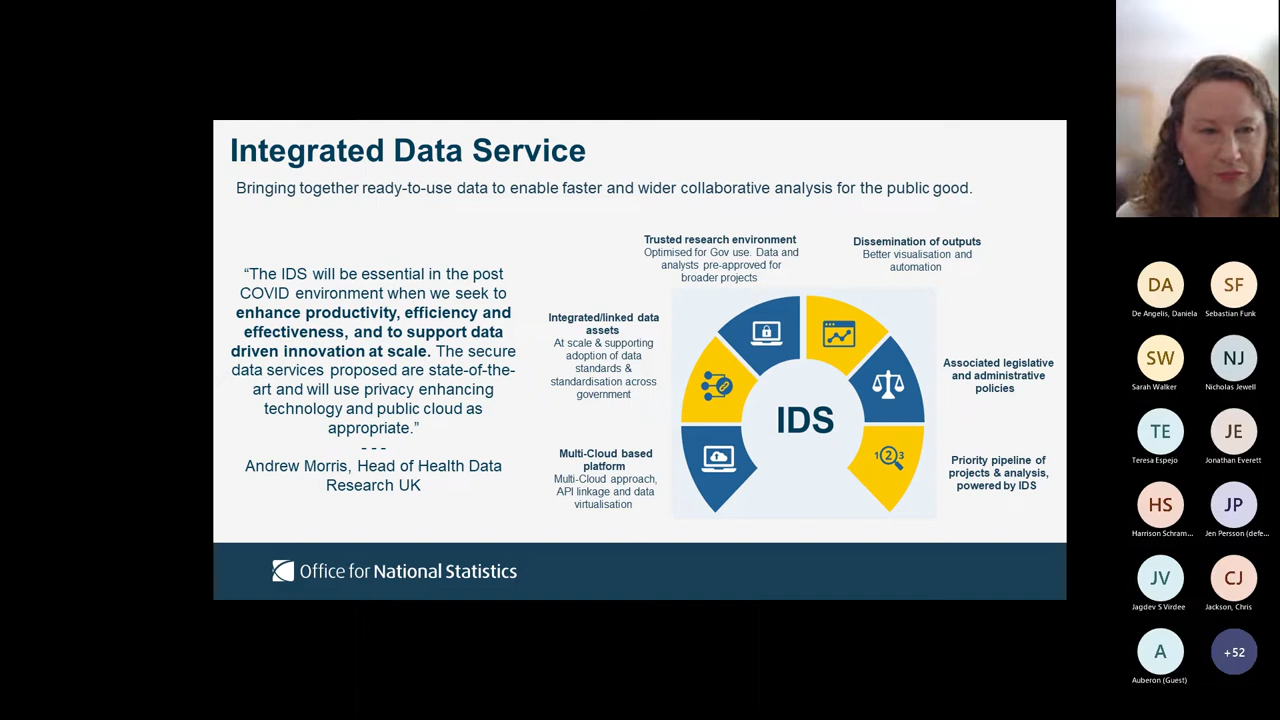 Integrated Data Service
Bringing together ready-to-use data to enable faster and wider collaborative analysis for the public good.
“The IDS will be essential in the post
COVID environment when we seek to
enhance productivity, efficiency and
effectiveness, and to support data
driven innovation at scale. The secure
data services proposed are state-of-the-
art and will use privacy enhancing
technology and public cloud as
appropriate.”
- - -
Andrew Morris, Head of Health Data
Research UK
Trusted research environment
Optimised for Gov use. Data and
analysts pre-approved for
broader projects
Dissemination of outputs
Better visualisation and
automation
Integrated/linked data
assets
At scale & supporting
adoption of data
standards &
standardisation across
government
Associated legislative
and administrative
policies
Multi-Cloud based
platform
Multi-Cloud approach,
API linkage and data
virtualisation
Priority pipeline of
projects & analysis,
powered by IDS
IDS
1 2 3
Office for National Statistics
DA
De Angelis, Daniela
SF
Sebastian Funk
SW
Sarah Walker
NJ
Nicholas Jewell
TE
Teresa Espejo
JE
Jonathan Everett
HS
Harrison Schram...
JP
Jen Persson (defe...
JV
Jagdev S Virdee
CJ
Jackson, Chris
A
Auberon (Guest)
+52